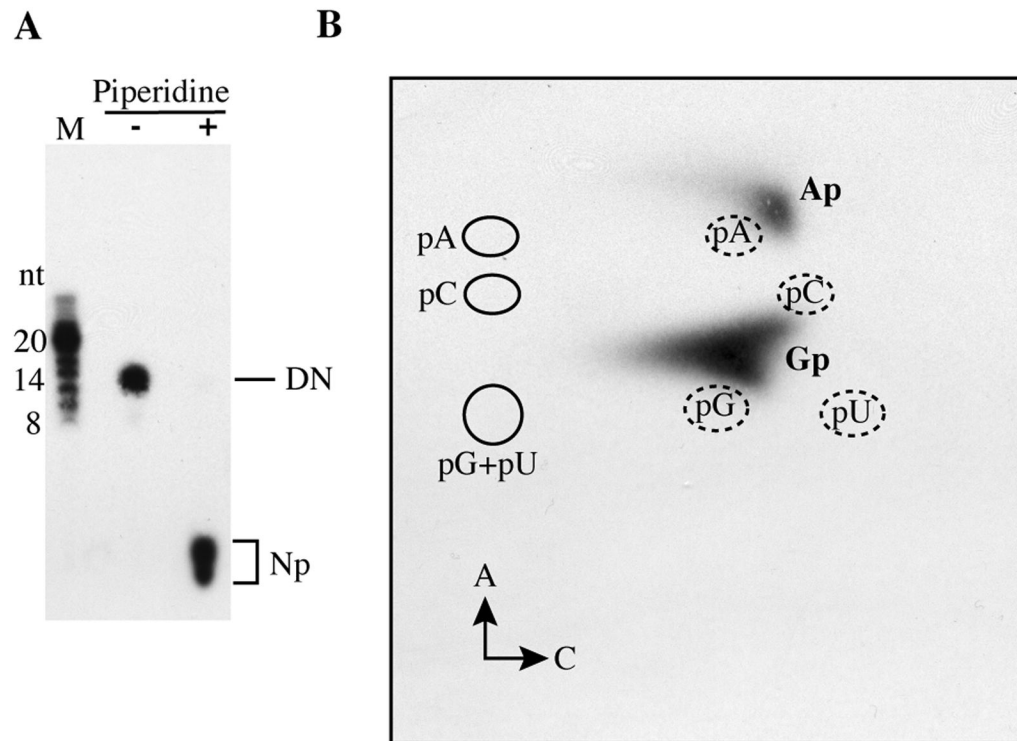 A
B
Piperidine
M - +
nt
20
14
8
DN
Np
pA
pC
pG+pU
Ap
pA
pC
Gp
pG
pU
A
C